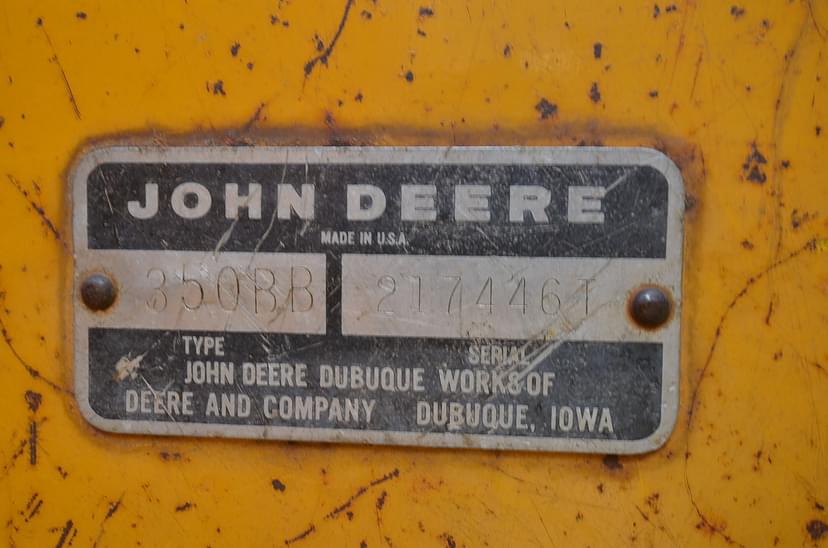 JOHN DEERE
MADE IN U.S.A.
350BB 217446T
TYPE SERIAL
JOHN DEERE DUBUQUE WORKS OF
DEERE AND COMPANY DUBUQUE, IOWA